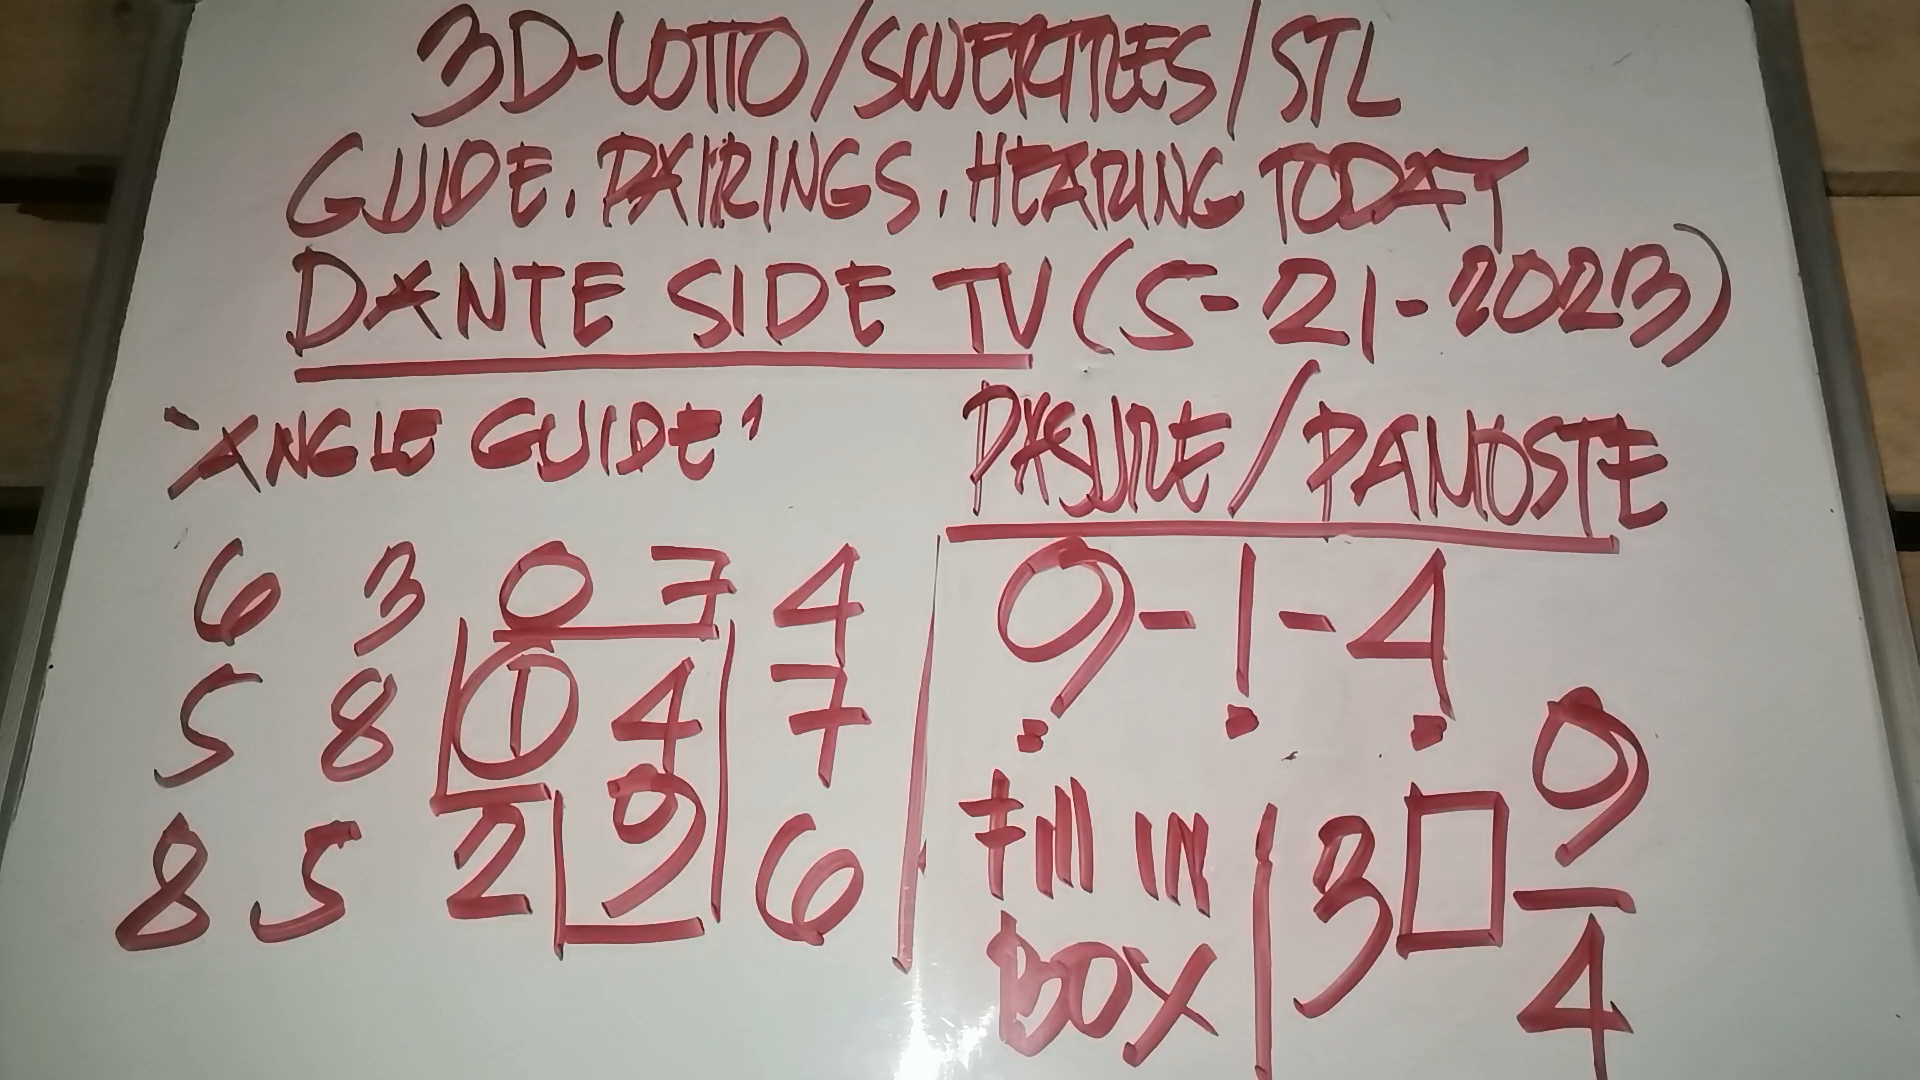 3D-LOTTO/SWERTRES/STL
GUIDE, PAIRINGS, HEARING TODAY
DANTE SIDE TV (5-21-2023)
"ANGLE GUIDE"
6 3 0 7 4
5 8 1 4 7
8 5 2 9 6
PASURE/PAMOSTE
9-1-4
FILL IN
BOX
3 □ 9
4